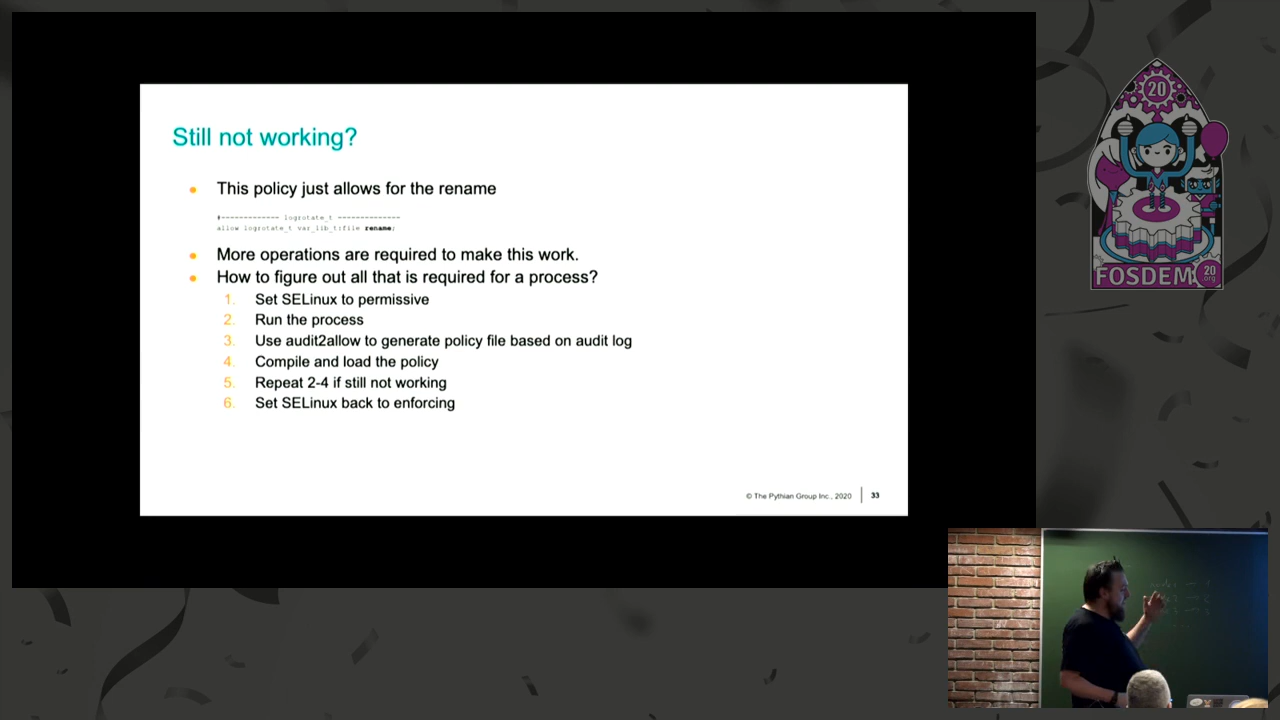 Still not working?
This policy just allows for the rename
#------------- logrotate_t --------------
allow logrotate_t var_lib_t:file rename;
More operations are required to make this work.
How to figure out all that is required for a process?
1. Set SELinux to permissive
2. Run the process
3. Use audit2allow to generate policy file based on audit log
4. Compile and load the policy
5. Repeat 2-4 if still not working
6. Set SELinux back to enforcing
© The Pythian Group Inc., 2020
33
20
FOSDEM
20
.org